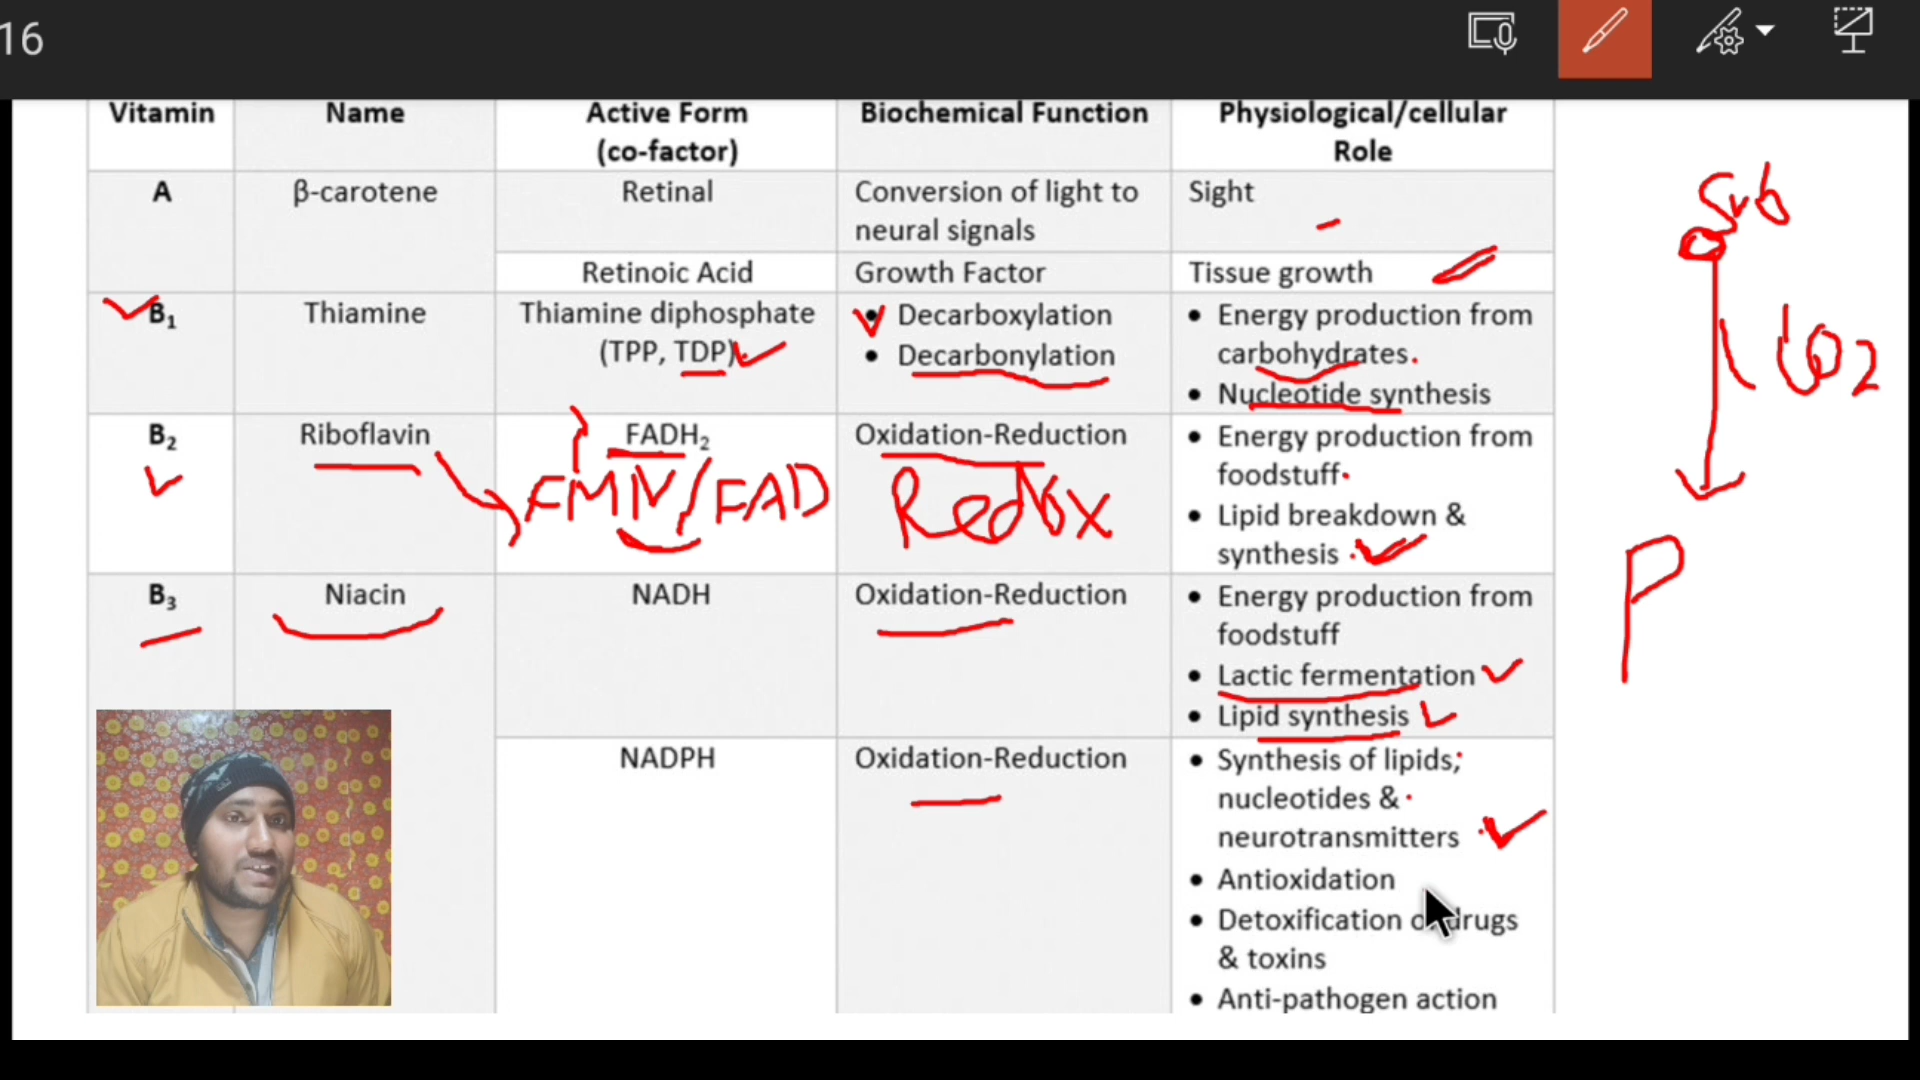 16
Vitamin Name Active Form Biochemical Function Physiological/cellular
(co-factor) Role
A β-carotene Retinal Conversion of light to Sight
neural signals
Retinoic Acid Growth Factor Tissue growth
B₁ Thiamine Thiamine diphosphate • Decarboxylation • Energy production from
(TPP, TDP) • Decarbonylation carbohydrates
• Nucleotide synthesis
B₂ Riboflavin FADH₂ Oxidation-Reduction • Energy production from
foodstuff
FMN/FAD Redox
• Lipid breakdown &
synthesis
B₃ Niacin NADH Oxidation-Reduction • Energy production from
foodstuff
• Lactic fermentation
• Lipid synthesis
NADPH Oxidation-Reduction • Synthesis of lipids,
nucleotides &
neurotransmitters
• Antioxidation
• Detoxification of drugs
& toxins
• Anti-pathogen action
Sub
CO2
P